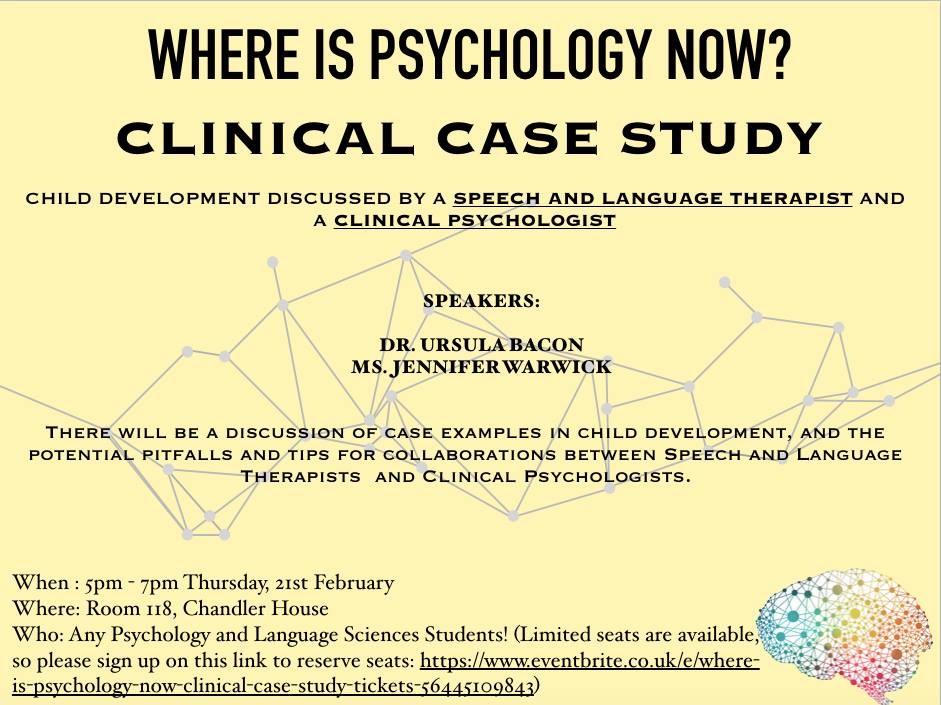 WHERE IS PSYCHOLOGY NOW?
CLINICAL CASE STUDY
CHILD DEVELOPMENT DISCUSSED BY A SPEECH AND LANGUAGE THERAPIST AND
A CLINICAL PSYCHOLOGIST
SPEAKERS:
DR. URSULA BACON
MS. JENNIFER WARWICK
THERE WILL BE A DISCUSSION OF CASE EXAMPLES IN CHILD DEVELOPMENT, AND THE
POTENTIAL PITFALLS AND TIPS FOR COLLABORATIONS BETWEEN SPEECH AND LANGUAGE
THERAPISTS AND CLINICAL PSYCHOLOGISTS.
When : 5pm - 7pm Thursday, 21st February
Where: Room 118, Chandler House
Who: Any Psychology and Language Sciences Students! (Limited seats are available,
so please sign up on this link to reserve seats: https://www.eventbrite.co.uk/e/where-
is-psychology-now-clinical-case-study-tickets-56445109843)